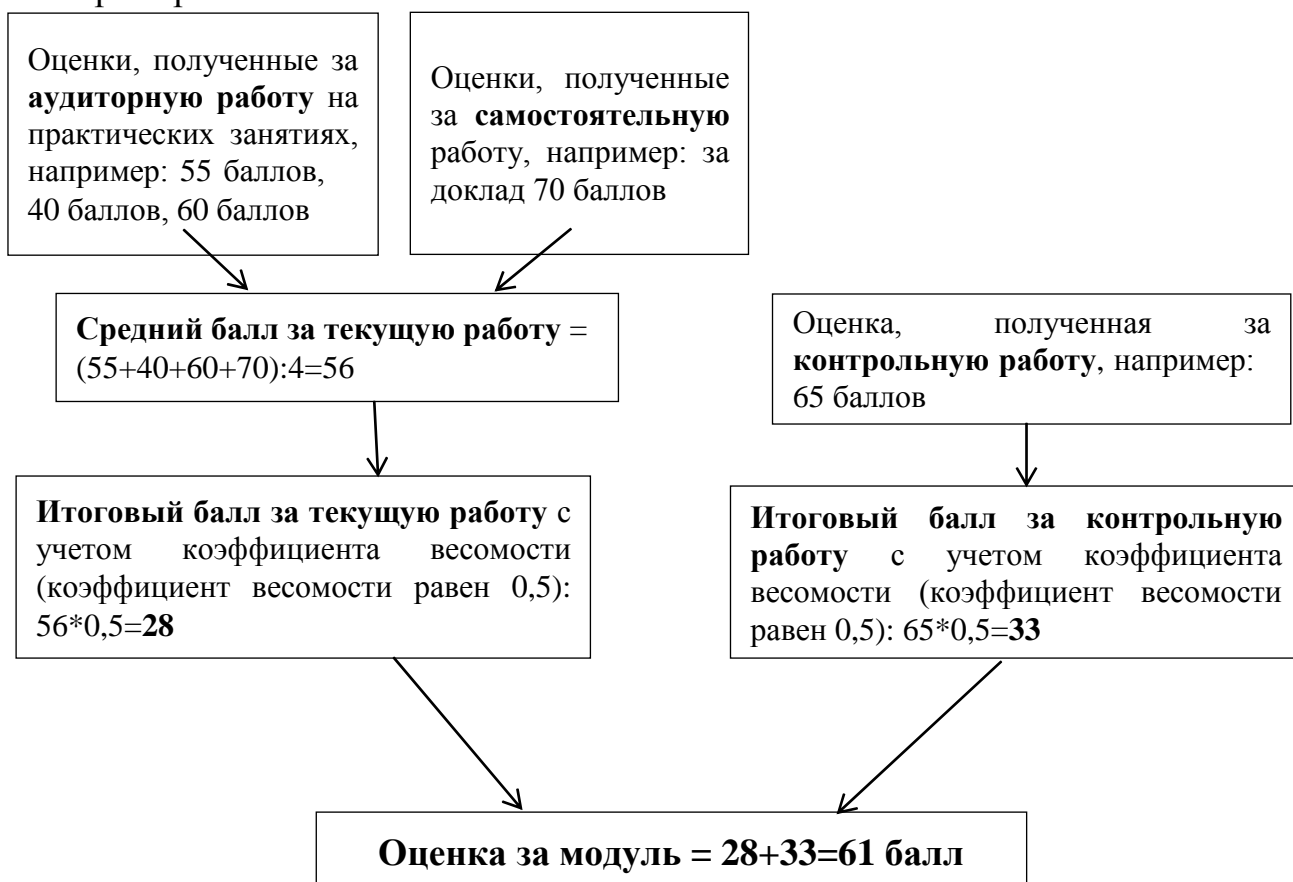 Оценки, полученные за
аудиторную работу на
практических занятиях,
например: 55 баллов,
40 баллов, 60 баллов
Оценки, полученные
за самостоятельную
работу, например: за
доклад 70 баллов
Средний балл за текущую работу =
(55+40+60+70):4=56
Оценка, полученная за
контрольную работу, например:
65 баллов
Итоговый балл за текущую работу с
учетом коэффициента весомости
(коэффициент весомости равен 0,5):
56*0,5=28
Итоговый балл за контрольную
работу с учетом коэффициента
весомости (коэффициент весомости
равен 0,5): 65*0,5=33
Оценка за модуль = 28+33=61 балл